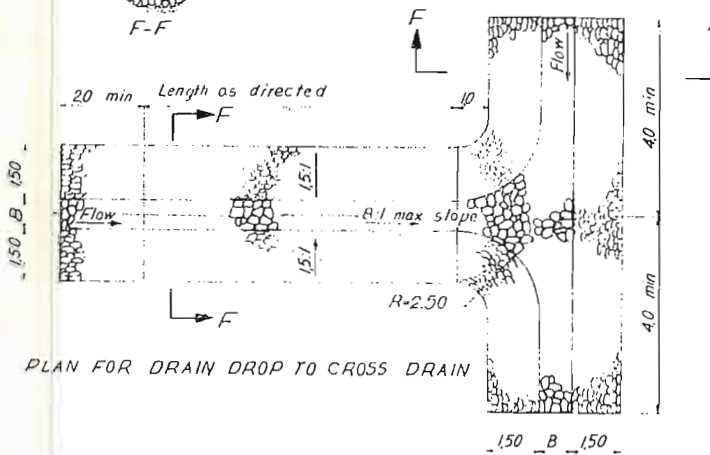 F-F
F
Flow
4.0 min
20 min
Length as directed
F
1,0
1,50
B
1,50
Flow
1,5:1
8:1 max slope
1,5:1
R=2.50
F
4.0 min
PLAN FOR DRAIN DROP TO CROSS DRAIN
1,50
B
1,50